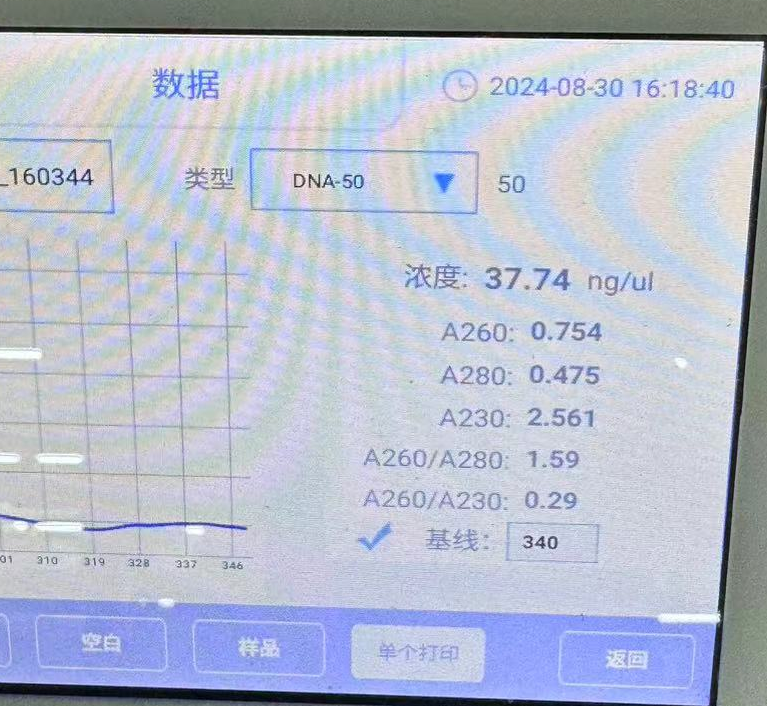 数据
2024-08-30 16:18:40
_160344
类型
DNA-50
50
浓度: 37.74 ng/ul
A260: 0.754
A280: 0.475
A230: 2.561
A260/A280: 1.59
A260/A230: 0.29
基线: 340
01 310 319 328 337 346
空白
样品
单个打印
返回